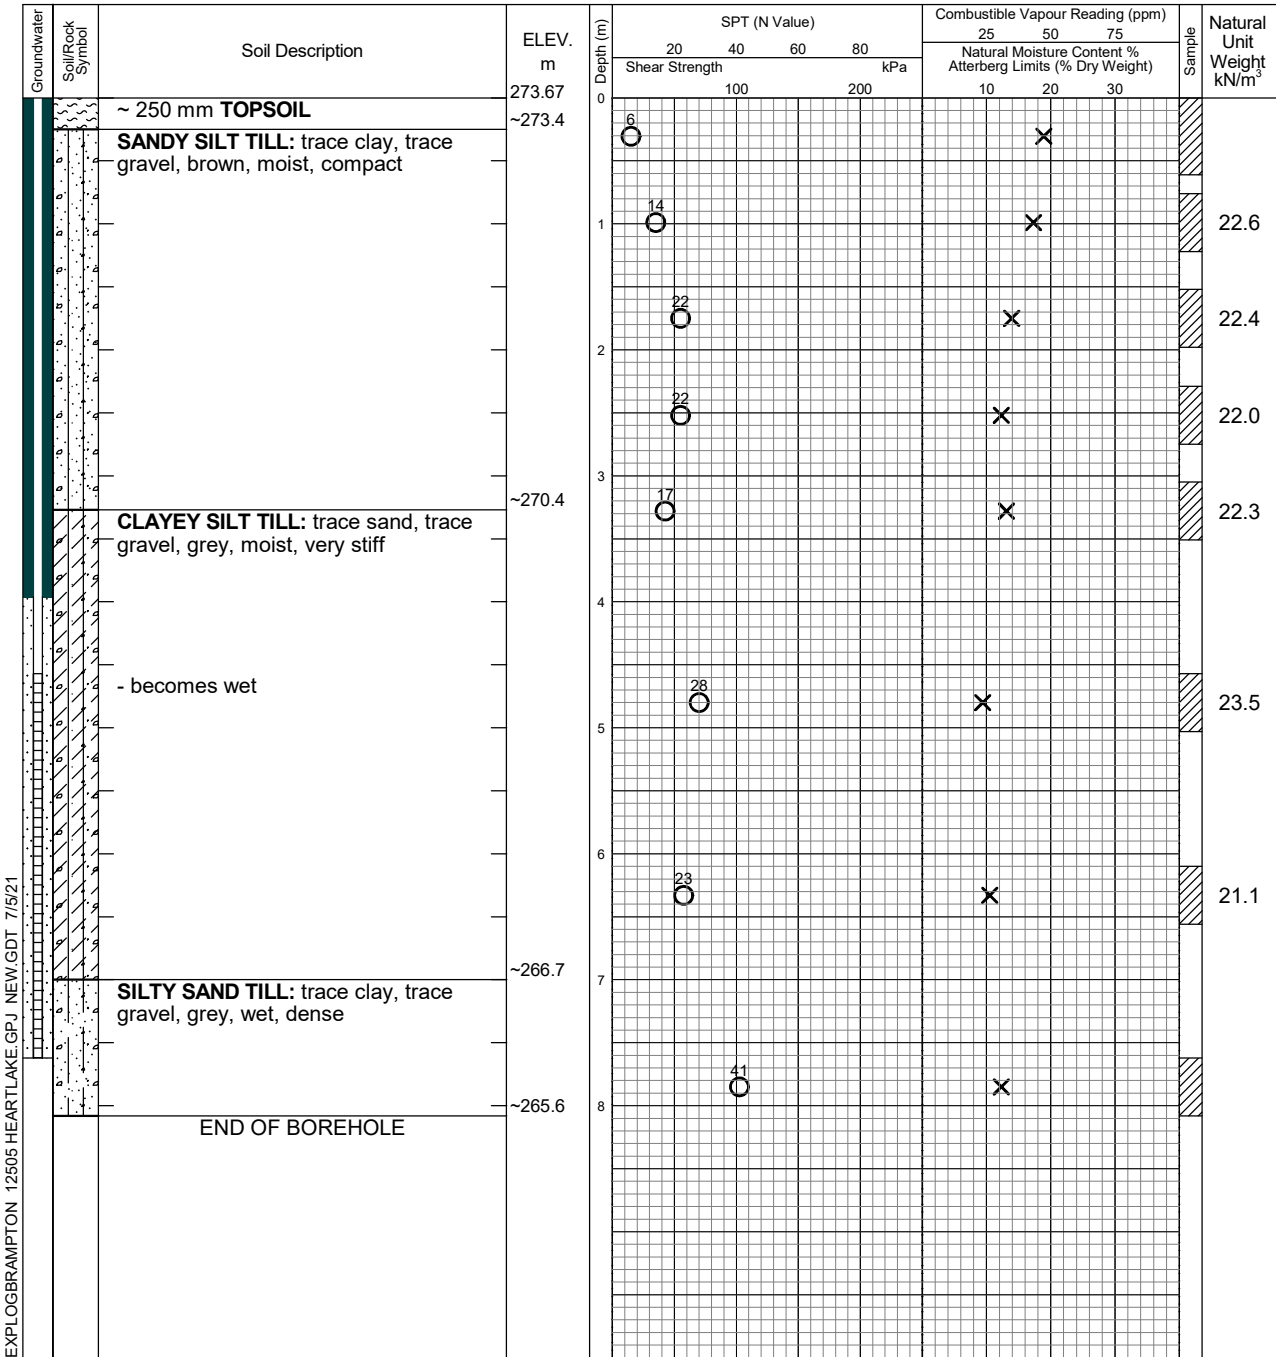 Groundwater
Soil/Rock
Symbol
Soil Description
ELEV.
m
Depth (m)
SPT (N Value)
20 40 60 80
Shear Strength kPa
100 200
Combustible Vapour Reading (ppm)
25 50 75
Natural Moisture Content %
Atterberg Limits (% Dry Weight)
10 20 30
Sample
Natural
Unit
Weight
kN/m³
273.67
0
~ 250 mm TOPSOIL
~273.4
6
SANDY SILT TILL: trace clay, trace
gravel, brown, moist, compact
14
1
22.6
22
22.4
2
22
22.0
3
~270.4
17
22.3
CLAYEY SILT TILL: trace sand, trace
gravel, grey, moist, very stiff
4
- becomes wet
28
23.5
5
6
23
21.1
~266.7
7
SILTY SAND TILL: trace clay, trace
gravel, grey, wet, dense
41
~265.6
8
END OF BOREHOLE
EXPLOGBRAMPTON 12505 HEARTLAKE.GPJ NEW.GDT 7/5/21